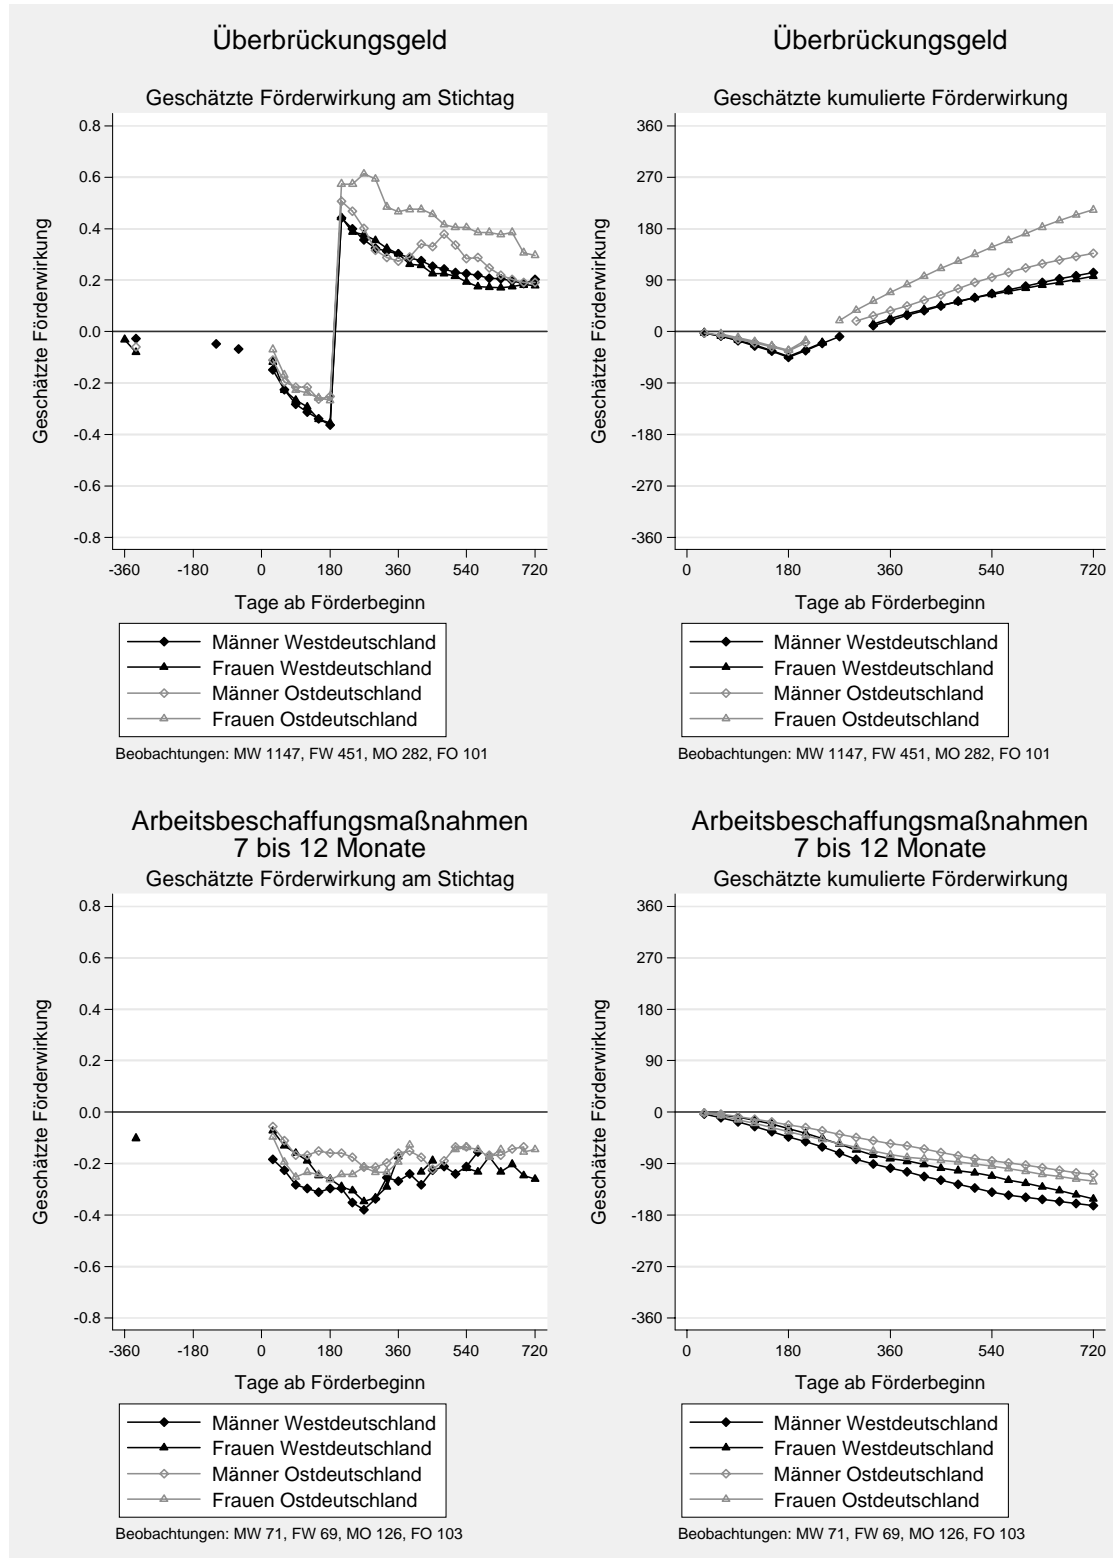 Überbrückungsgeld
Geschätzte Förderwirkung am Stichtag
Geschätzte Förderwirkung
0.8
0.6
0.4
0.2
0.0
-0.2
-0.4
-0.6
-0.8
-360 -180 0 180 360 540 720
Tage ab Förderbeginn
Männer Westdeutschland
Frauen Westdeutschland
Männer Ostdeutschland
Frauen Ostdeutschland
Beobachtungen: MW 1147, FW 451, MO 282, FO 101
Überbrückungsgeld
Geschätzte kumulierte Förderwirkung
Geschätzte Förderwirkung
360
270
180
90
0
-90
-180
-270
-360
0 180 360 540 720
Tage ab Förderbeginn
Männer Westdeutschland
Frauen Westdeutschland
Männer Ostdeutschland
Frauen Ostdeutschland
Beobachtungen: MW 1147, FW 451, MO 282, FO 101
Arbeitsbeschaffungsmaßnahmen
7 bis 12 Monate
Geschätzte Förderwirkung am Stichtag
Geschätzte Förderwirkung
0.8
0.6
0.4
0.2
0.0
-0.2
-0.4
-0.6
-0.8
-360 -180 0 180 360 540 720
Tage ab Förderbeginn
Männer Westdeutschland
Frauen Westdeutschland
Männer Ostdeutschland
Frauen Ostdeutschland
Beobachtungen: MW 71, FW 69, MO 126, FO 103
Arbeitsbeschaffungsmaßnahmen
7 bis 12 Monate
Geschätzte kumulierte Förderwirkung
Geschätzte Förderwirkung
360
270
180
90
0
-90
-180
-270
-360
0 180 360 540 720
Tage ab Förderbeginn
Männer Westdeutschland
Frauen Westdeutschland
Männer Ostdeutschland
Frauen Ostdeutschland
Beobachtungen: MW 71, FW 69, MO 126, FO 103